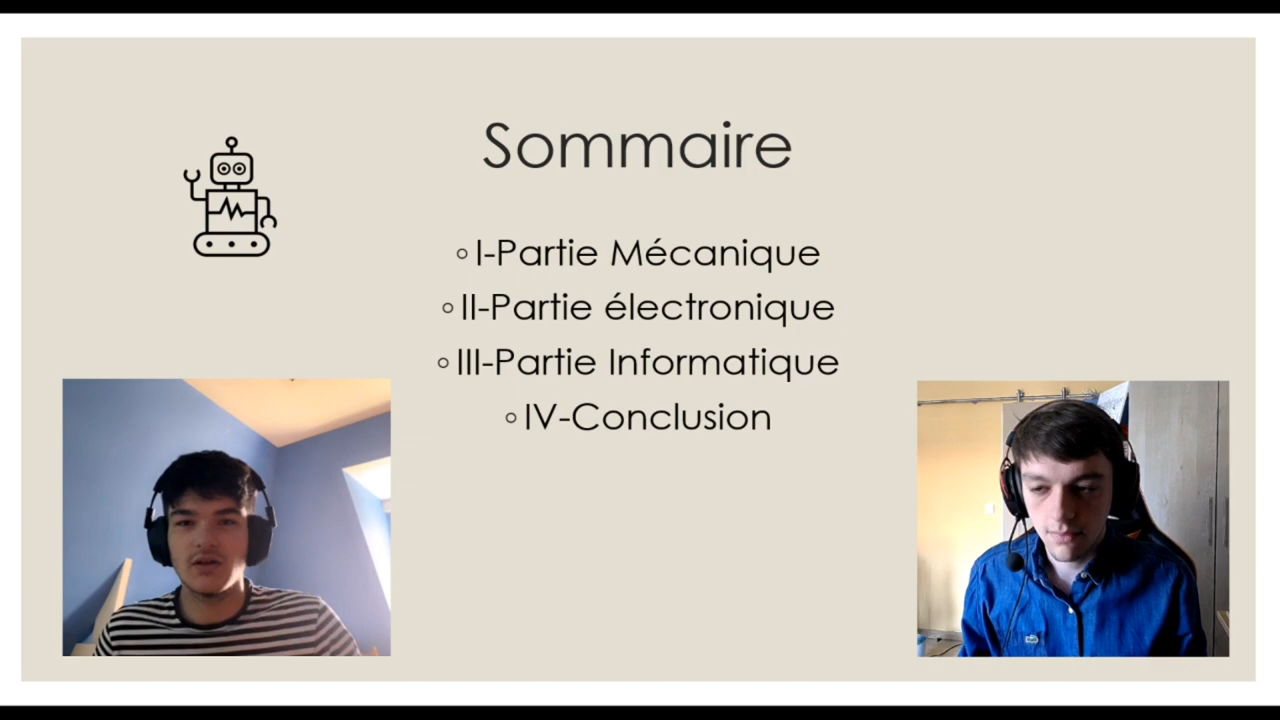 Sommaire
◦I-Partie Mécanique
◦II-Partie électronique
◦III-Partie Informatique
◦IV-Conclusion